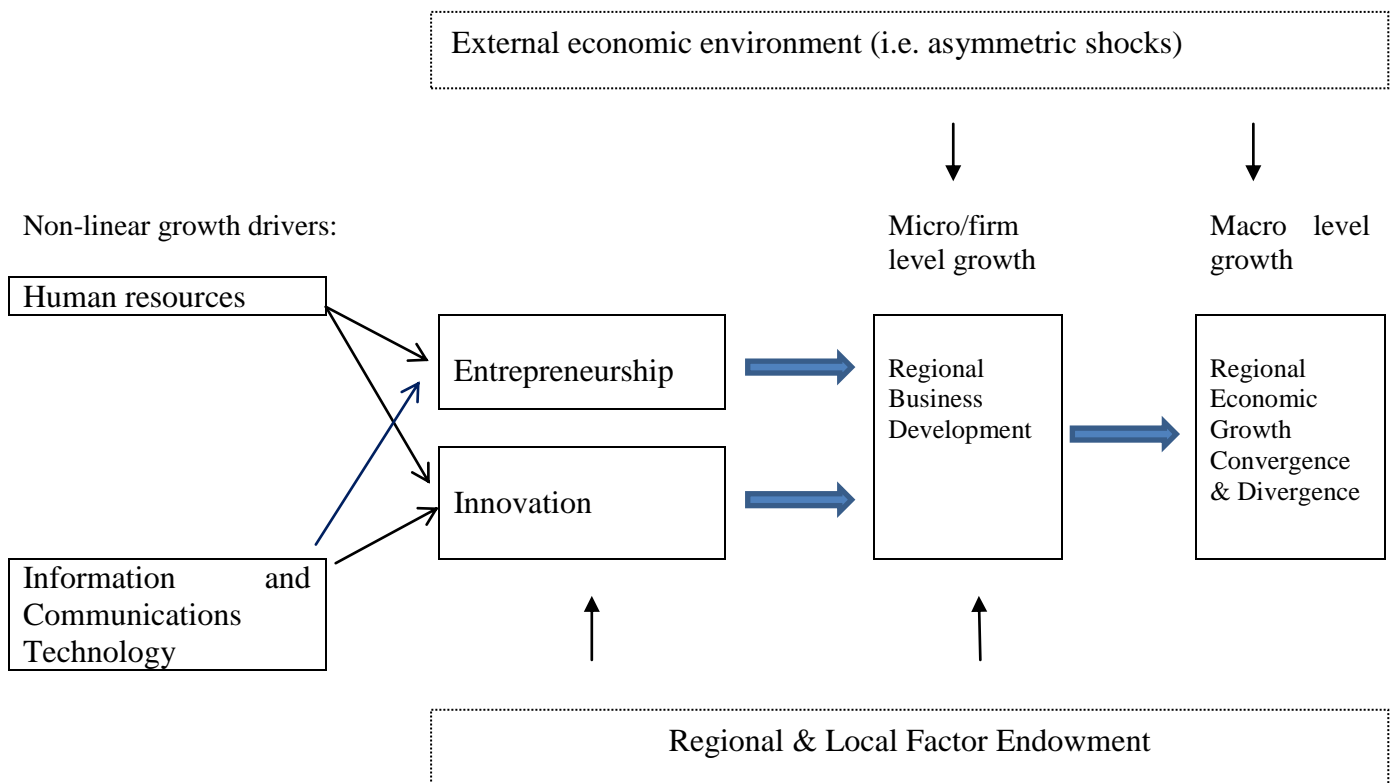 External economic environment (i.e. asymmetric shocks)
Non-linear growth drivers:
Micro/firm
level growth
Macro level
growth
Human resources
Entrepreneurship
Regional
Business
Development
Regional
Economic
Growth
Convergence
& Divergence
Innovation
Information and
Communications
Technology
Regional & Local Factor Endowment